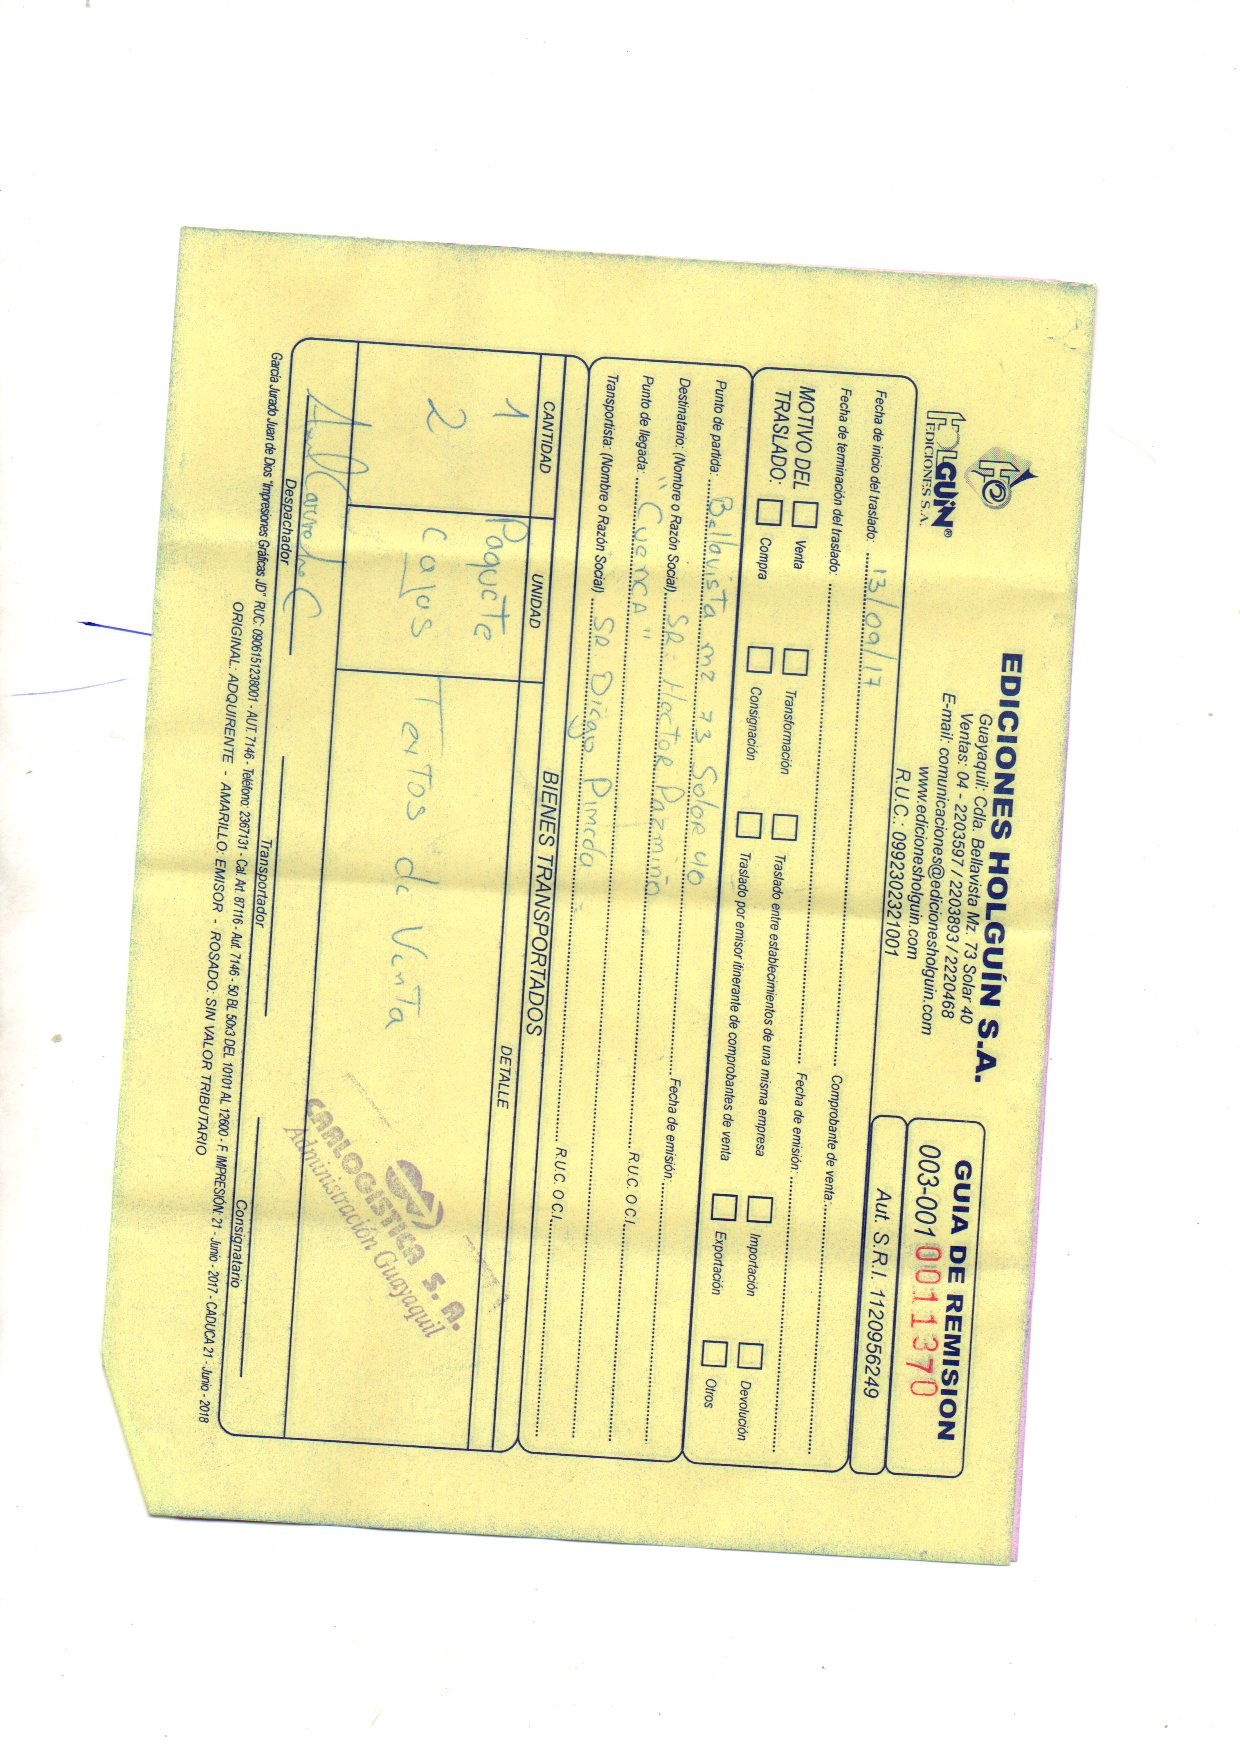 HOLGUÍN®
EDICIONES S.A.
EDICIONES HOLGUÍN S.A.
Guayaquil: Cdla. Bellavista Mz. 73 Solar 40
Ventas: 04 - 2203597 / 2203893 / 2220468
E-mail: comunicaciones@edicionesholguin.com
www.edicionesholguin.com
R.U.C.: 0992302321001
GUIA DE REMISION
003-001 0011370
Aut. S.R.I. 1120956249
Fecha de inicio del traslado: 13/09/17 Comprobante de venta:
Fecha de terminación del traslado: Fecha de emisión:
MOTIVO DEL TRASLADO: Venta Transformación Traslado entre establecimientos de una misma empresa Importación Devolución
Compra Consignación Traslado por emisor itinerante de comprobantes de venta Exportación Otros
Punto de partida: Bellavista mz 73 Solar 40 Fecha de emisión:
Destinatario: (Nombre o Razón Social) SR. Hector Pazmiño R.U.C. O C.I.
Punto de llegada: "Cuenca"
Transportista: (Nombre o Razón Social) SR Diego Pineda R.U.C. O C.I.
BIENES TRANSPORTADOS
CANTIDAD UNIDAD DETALLE
1 Paquete
2 cajas Textos de Venta
CARLOGISTICA S. A.
Administración Guayaquil
Despachador Transportador Consignatario
García Jurado Juan de Dios "Impresiones Gráficas JD" RUC: 0906151238001 - AUT. 7146 - Teléfono: 2367131 - Cal. Art. 87116 - Aut. 7146 - 50 BL 50x3 DEL 10101 AL 12600 - F. IMPRESIÓN: 21 - Junio - 2017 - CADUCA 21 - Junio - 2018
ORIGINAL: ADQUIRENTE - AMARILLO: EMISOR - ROSADO: SIN VALOR TRIBUTARIO